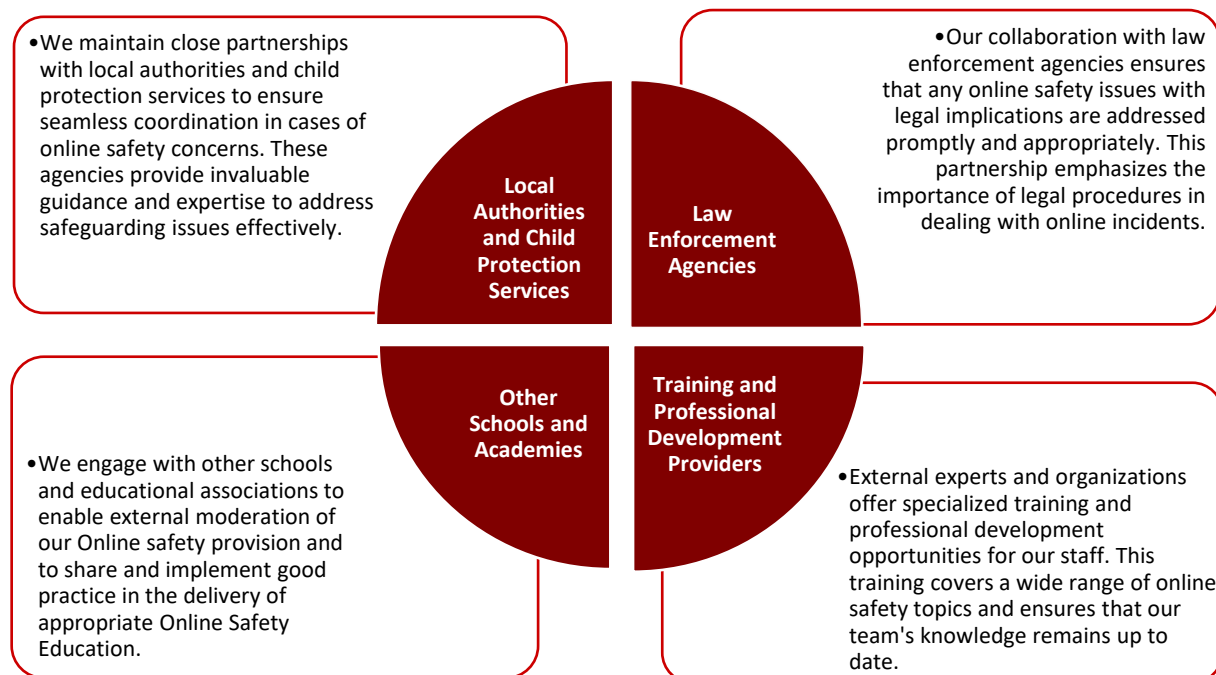 •We maintain close partnerships
with local authorities and child
protection services to ensure
seamless coordination in cases of
online safety concerns. These
agencies provide invaluable
guidance and expertise to address
safeguarding issues effectively.
Local
Authorities
and Child
Protection
Services
•Our collaboration with law
enforcement agencies ensures
that any online safety issues with
legal implications are addressed
promptly and appropriately. This
partnership emphasizes the
importance of legal procedures in
dealing with online incidents.
Law
Enforcement
Agencies
•We engage with other schools
and educational associations to
enable external moderation of
our Online safety provision and
to share and implement good
practice in the delivery of
appropriate Online Safety
Education.
Other
Schools and
Academies
Training and
Professional
Development
Providers
•External experts and organizations
offer specialized training and
professional development
opportunities for our staff. This
training covers a wide range of online
safety topics and ensures that our
team's knowledge remains up to
date.